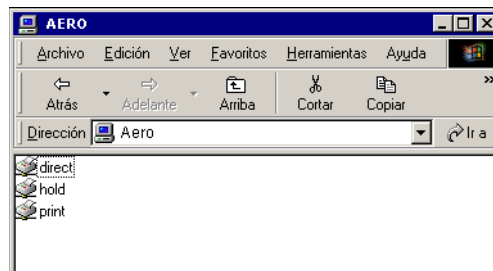 AERO
Archivo Edición Ver Favoritos Herramientas Ayuda
Atrás Adelante Arriba Cortar Copiar
Dirección Aero Ir a
direct
hold
print